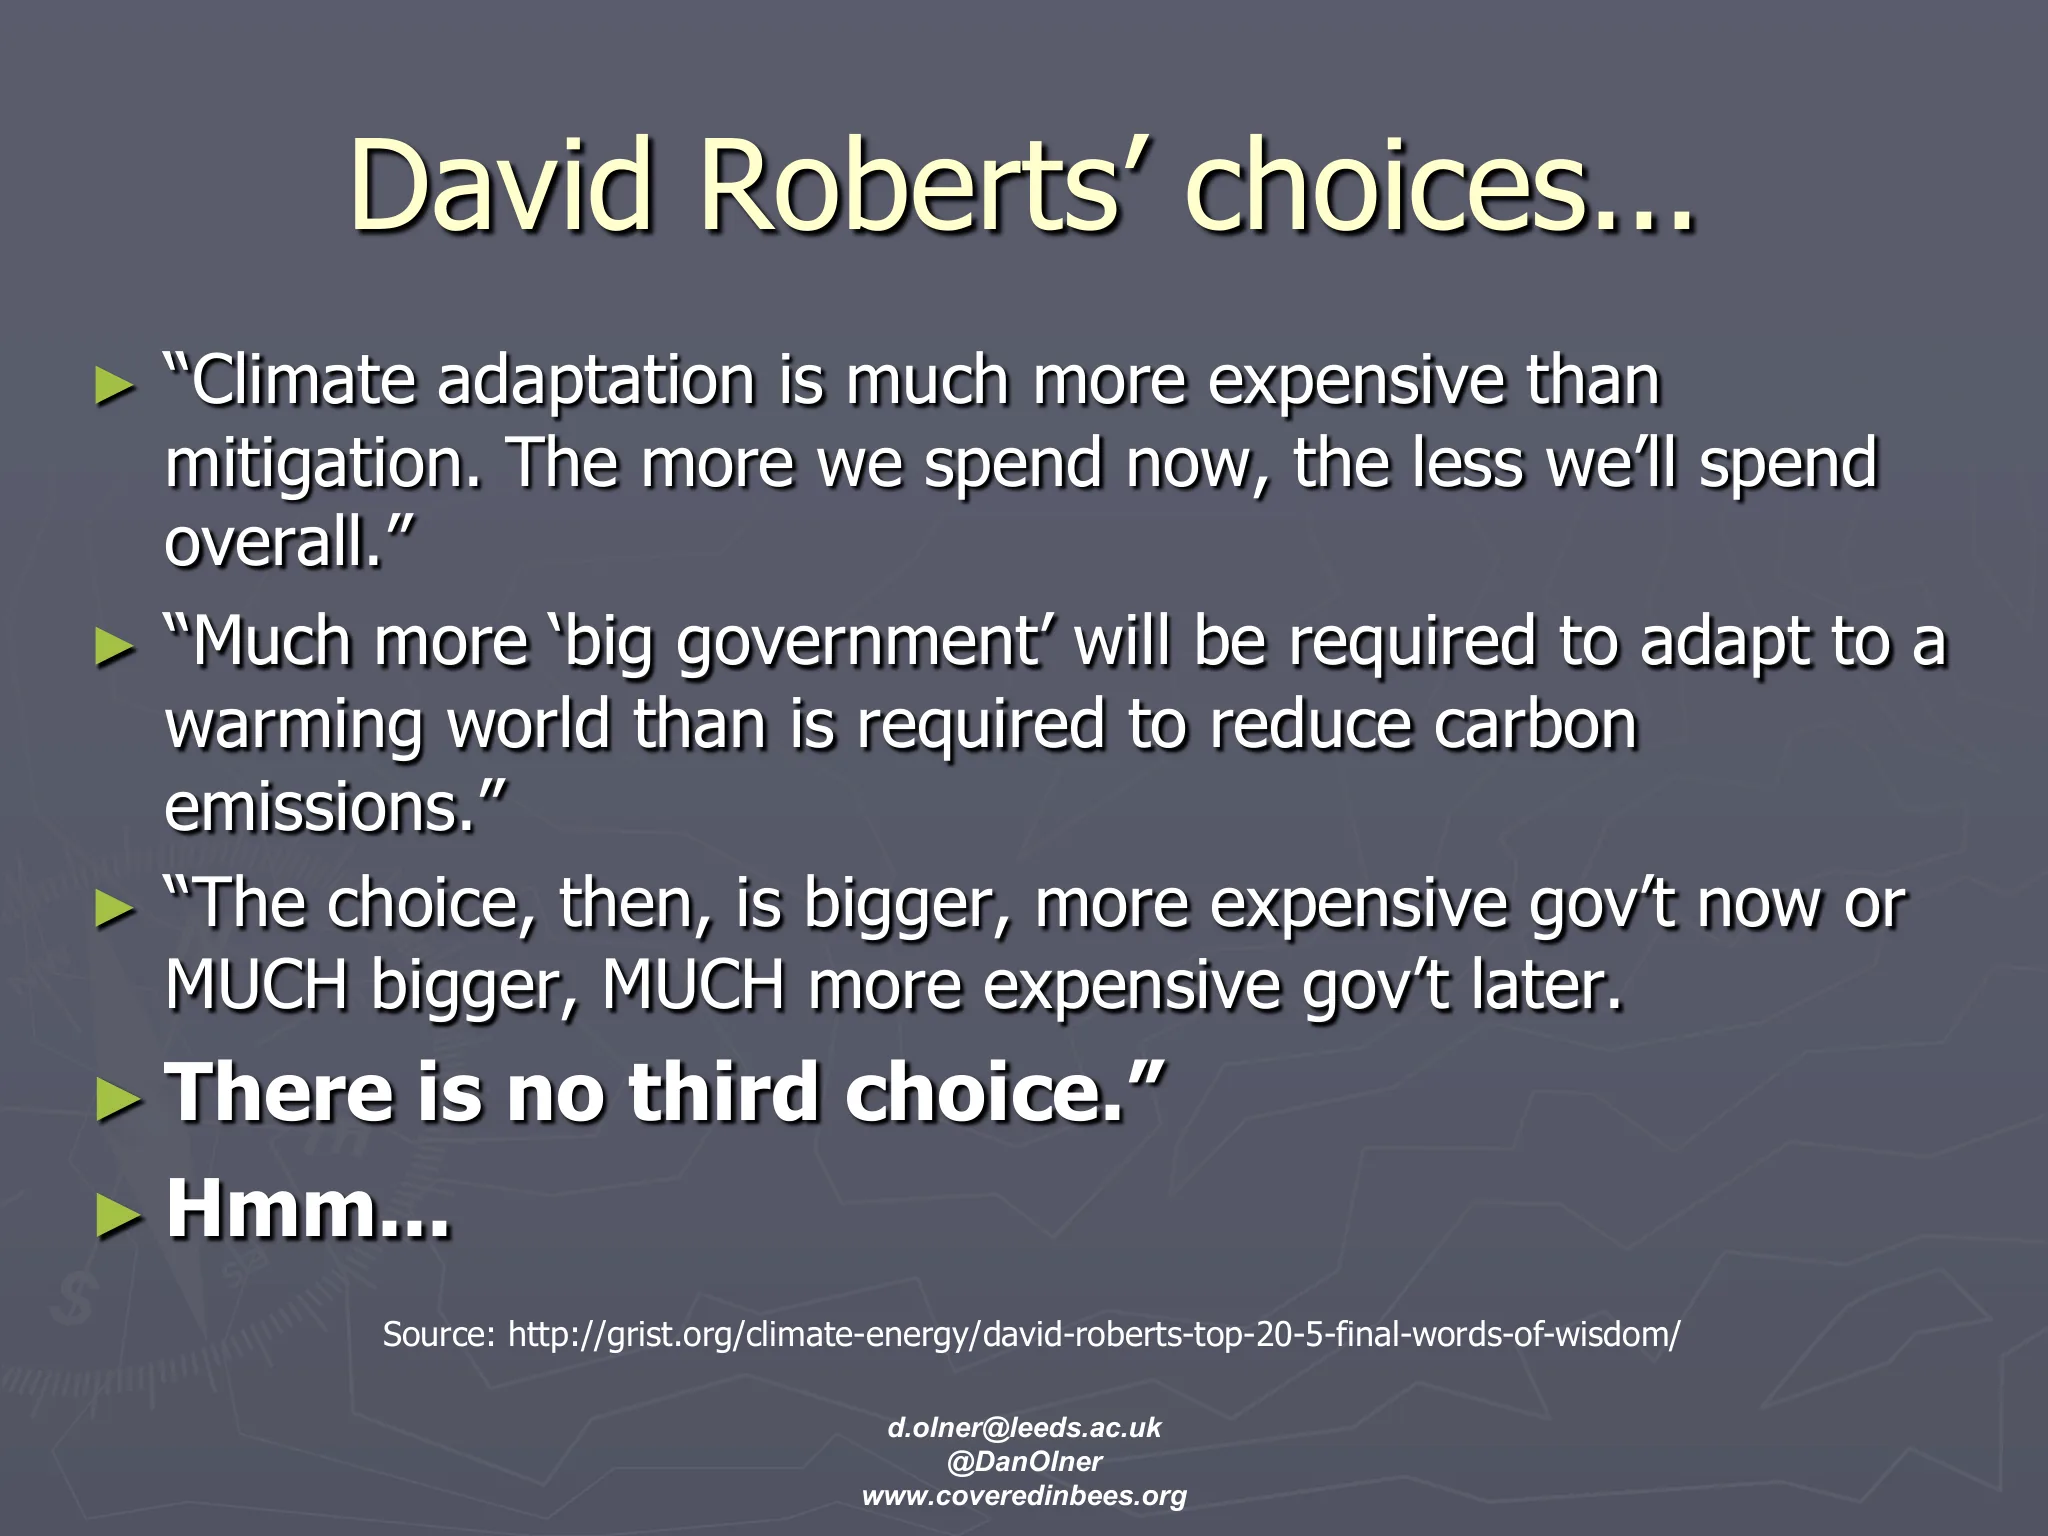 David Roberts’ choices…
► “Climate adaptation is much more expensive than
mitigation. The more we spend now, the less we’ll spend
overall.”
► “Much more ‘big government’ will be required to adapt to a
warming world than is required to reduce carbon
emissions.”
► “The choice, then, is bigger, more expensive gov’t now or
MUCH bigger, MUCH more expensive gov’t later.
► There is no third choice.”
► Hmm…
Source: http://grist.org/climate-energy/david-roberts-top-20-5-final-words-of-wisdom/
d.olner@leeds.ac.uk
@DanOlner
www.coveredinbees.org